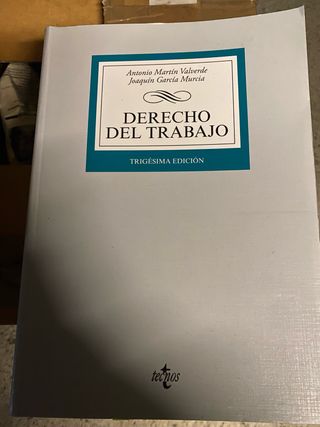 Antonio Martín Valverde
Joaquín García Murcia
DERECHO
DEL TRABAJO
TRIGÉSIMA EDICIÓN
tecnos